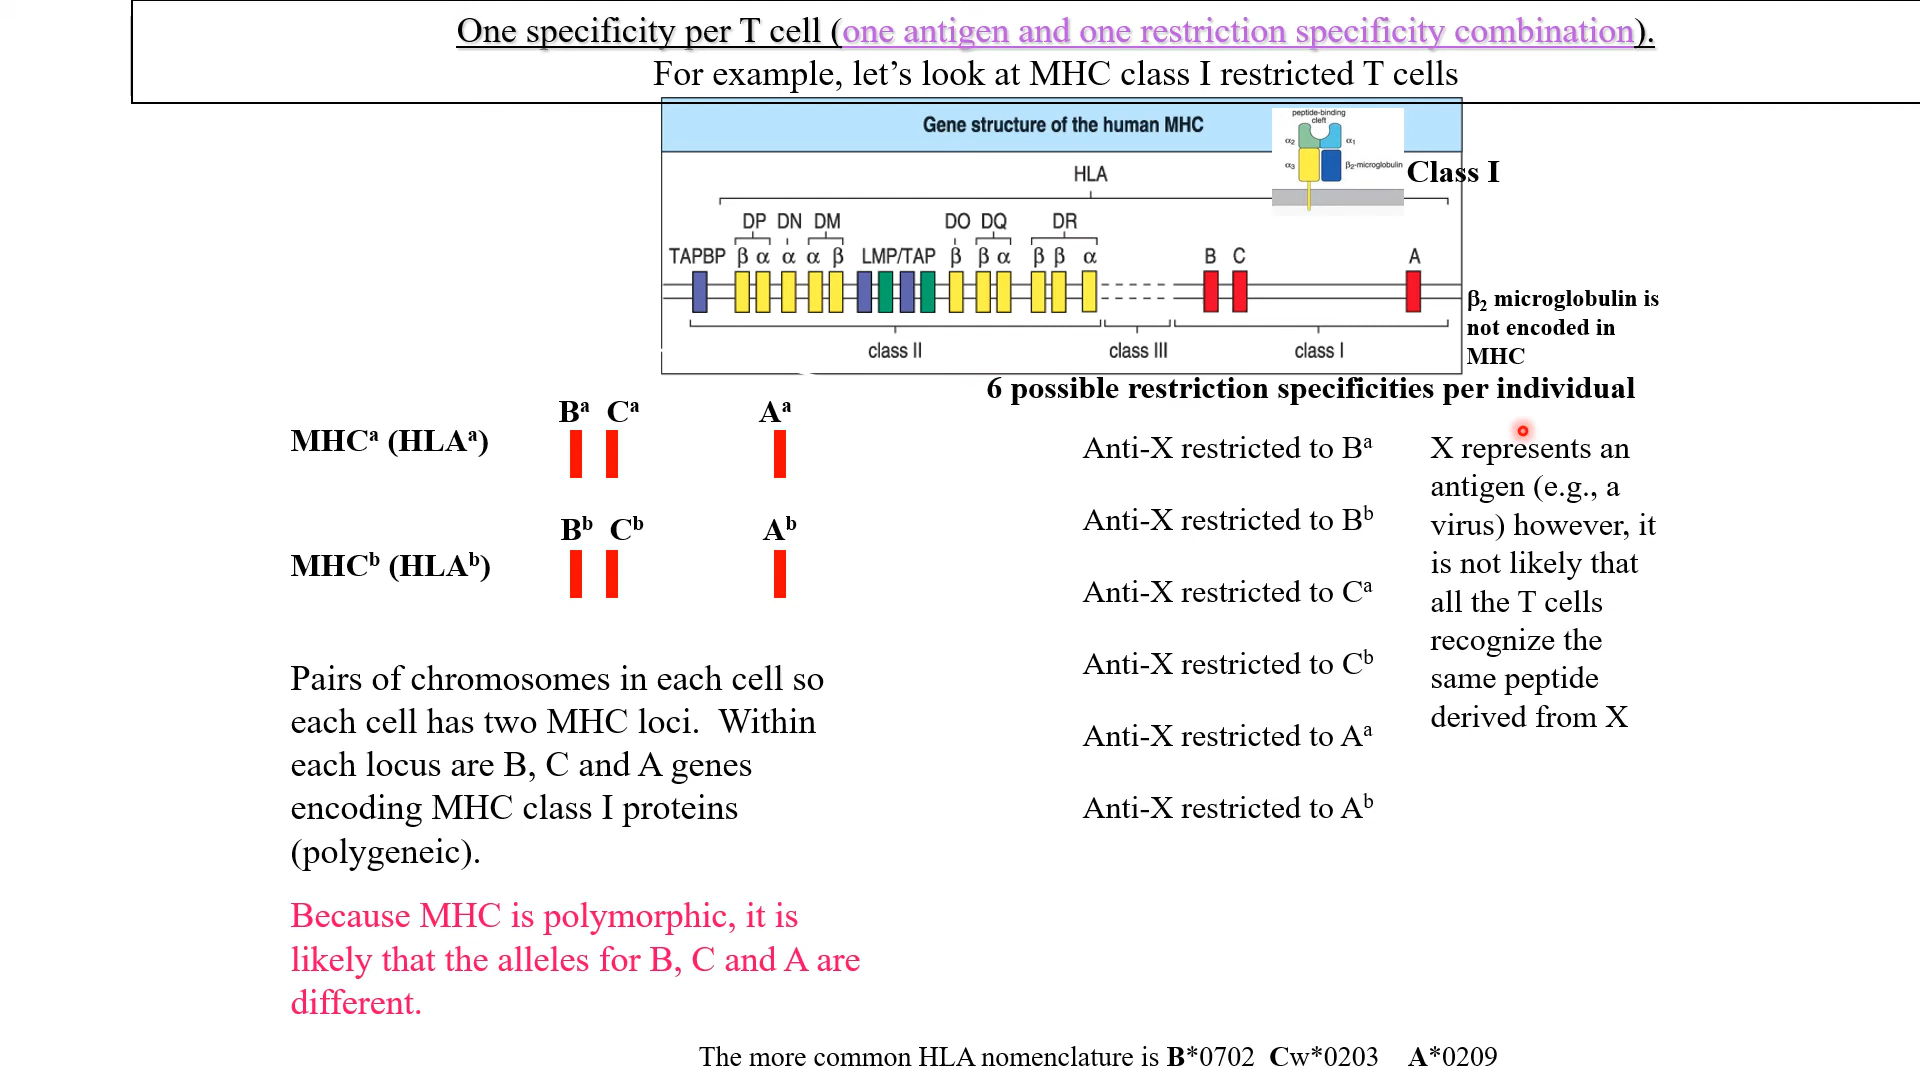 One specificity per T cell (one antigen and one restriction specificity combination).
For example, let’s look at MHC class I restricted T cells
Gene structure of the human MHC
peptide-binding
cleft
α2 α1
α3 β2-microglobulin
Class I
HLA
DP DN DM DO DQ DR
TAPBP β α α α β LMP/TAP β β α β β α B C A
β2 microglobulin is
not encoded in
MHC
class II class III class I
6 possible restriction specificities per individual
Bᵃ Cᵃ Aᵃ
MHCᵃ (HLAᵃ)
Bᵇ Cᵇ Aᵇ
MHCᵇ (HLAᵇ)
Pairs of chromosomes in each cell so
each cell has two MHC loci. Within
each locus are B, C and A genes
encoding MHC class I proteins
(polygeneic).
Because MHC is polymorphic, it is
likely that the alleles for B, C and A are
different.
Anti-X restricted to Bᵃ
Anti-X restricted to Bᵇ
Anti-X restricted to Cᵃ
Anti-X restricted to Cᵇ
Anti-X restricted to Aᵃ
Anti-X restricted to Aᵇ
X represents an
antigen (e.g., a
virus) however, it
is not likely that
all the T cells
recognize the
same peptide
derived from X
The more common HLA nomenclature is B*0702 Cw*0203 A*0209